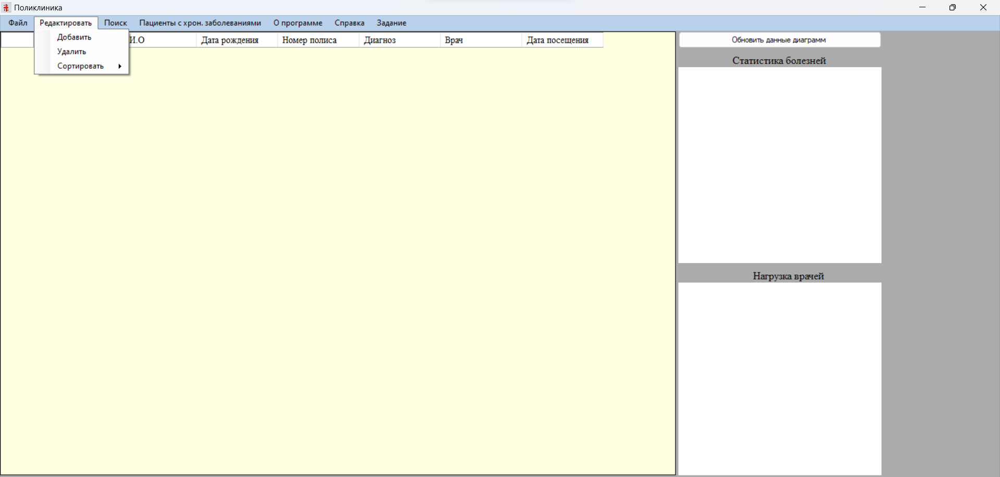 Поликлиника
Файл Редактировать Поиск Пациенты с хрон. заболеваниями О программе Справка Задание
Добавить
Удалить
Сортировать
И.О Дата рождения Номер полиса Диагноз Врач Дата посещения
Обновить данные диаграмм
Статистика болезней
Нагрузка врачей